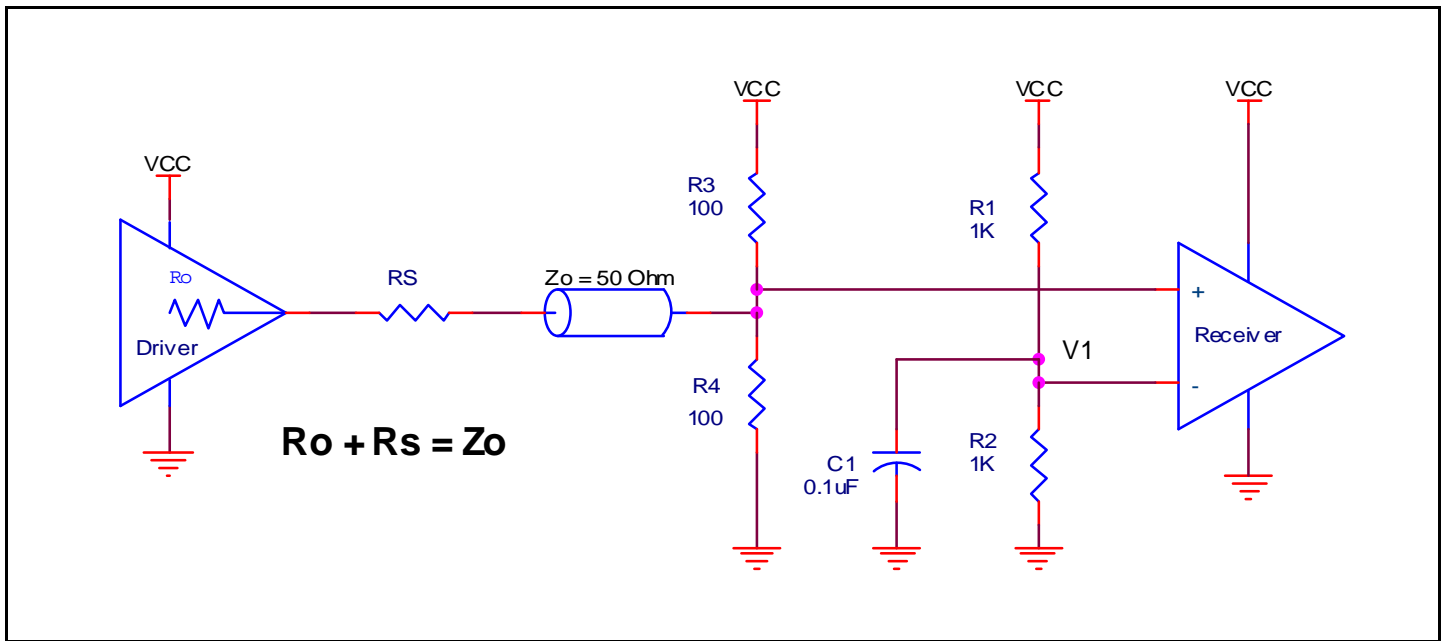 VCC
VCC
VCC
VCC
R3
100
R1
1K
Ro
RS
Zo = 50 Ohm
+
Driver
Receiver
V1
-
R4
100
Ro + Rs = Zo
R2
1K
C1
0.1uF